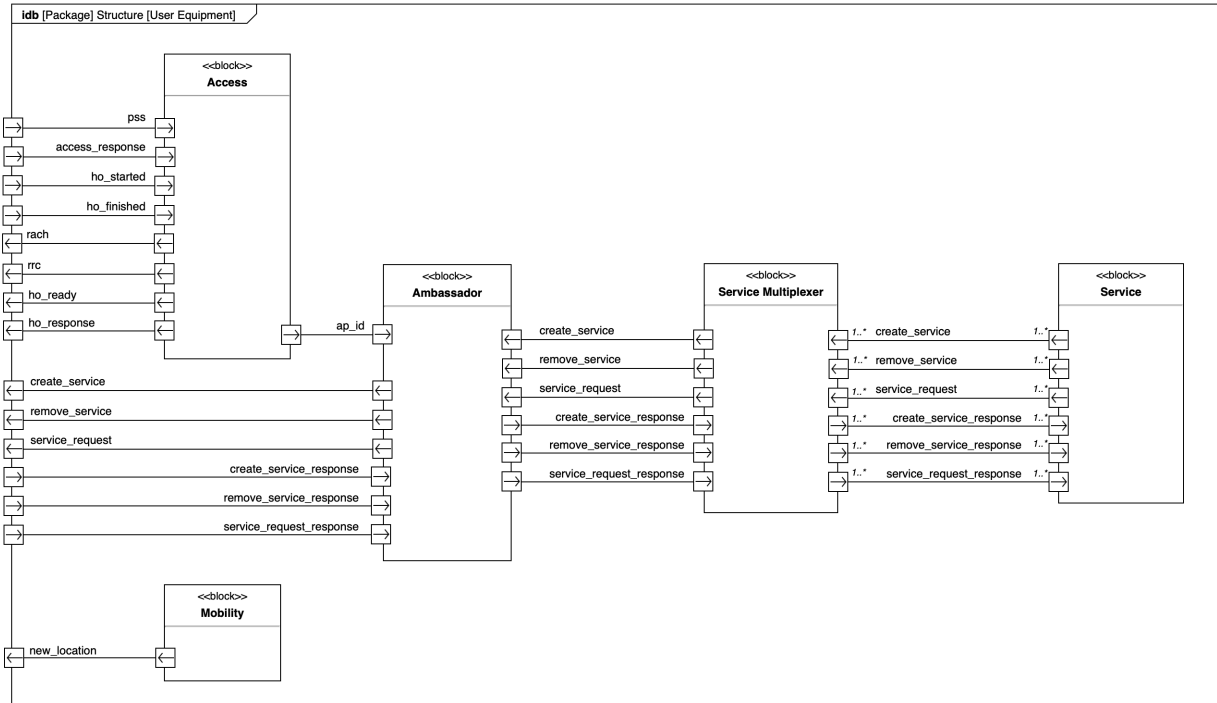 idb [Package] Structure [User Equipment]
<<block>>
Access
pss
access_response
ho_started
ho_finished
rach
rrc
ho_ready
ho_response
ap_id
<<block>>
Ambassador
create_service
remove_service
service_request
create_service_response
remove_service_response
service_request_response
create_service
remove_service
service_request
create_service_response
remove_service_response
service_request_response
<<block>>
Service Multiplexer
1..* create_service 1..*
1..* remove_service 1..*
1..* service_request 1..*
1..* create_service_response 1..*
1..* remove_service_response 1..*
1..* service_request_response 1..*
<<block>>
Service
<<block>>
Mobility
new_location